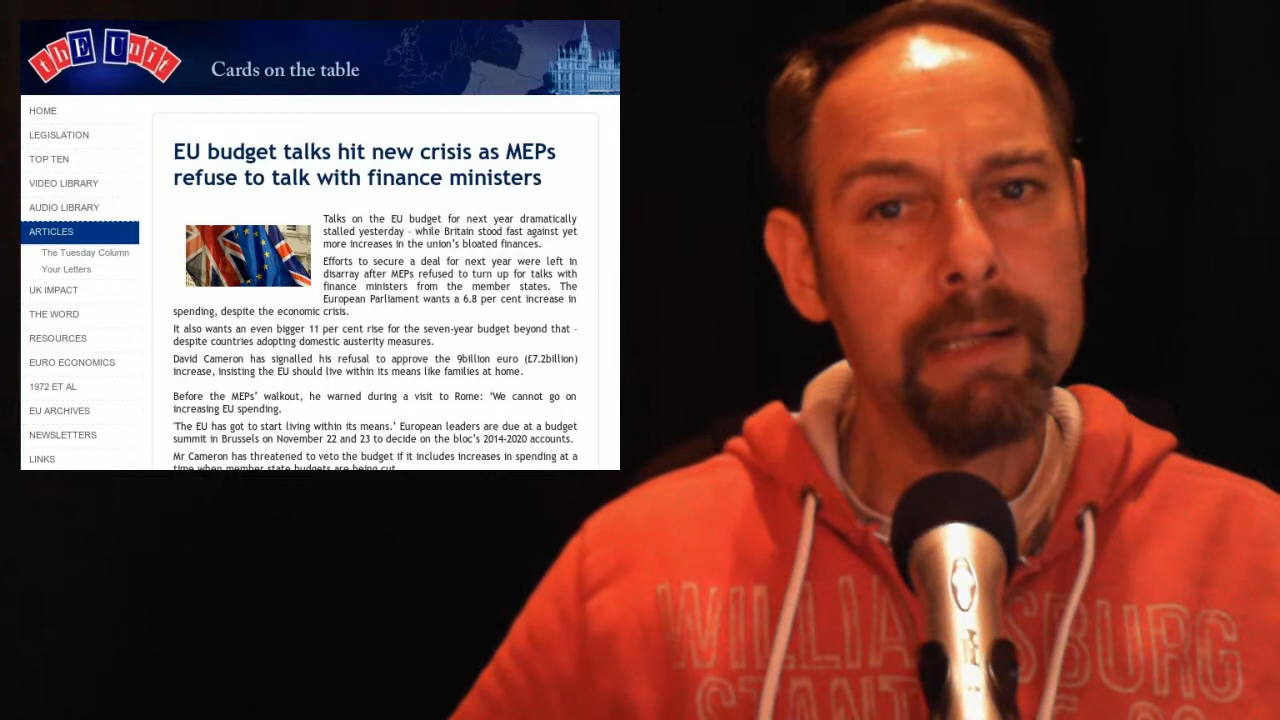 thE Unit
Cards on the table
HOME
LEGISLATION
TOP TEN
VIDEO LIBRARY
AUDIO LIBRARY
ARTICLES
The Tuesday Column
Your Letters
UK IMPACT
THE WORD
RESOURCES
EURO ECONOMICS
1972 ET AL
EU ARCHIVES
NEWSLETTERS
LINKS
EU budget talks hit new crisis as MEPs
refuse to talk with finance ministers
Talks on the EU budget for next year dramatically
stalled yesterday - while Britain stood fast against yet
more increases in the union's bloated finances.
Efforts to secure a deal for next year were left in
disarray after MEPs refused to turn up for talks with
finance ministers from the member states. The
European Parliament wants a 6.8 per cent increase in
spending, despite the economic crisis.
It also wants an even bigger 11 per cent rise for the seven-year budget beyond that -
despite countries adopting domestic austerity measures.
David Cameron has signalled his refusal to approve the 9billion euro (£7.2billion)
increase, insisting the EU should live within its means like families at home.
Before the MEPs' walkout, he warned during a visit to Rome: 'We cannot go on
increasing EU spending.
'The EU has got to start living within its means.' European leaders are due at a budget
summit in Brussels on November 22 and 23 to decide on the bloc's 2014-2020 accounts.
Mr Cameron has threatened to veto the budget if it includes increases in spending at a
time when member state budgets are being cut.